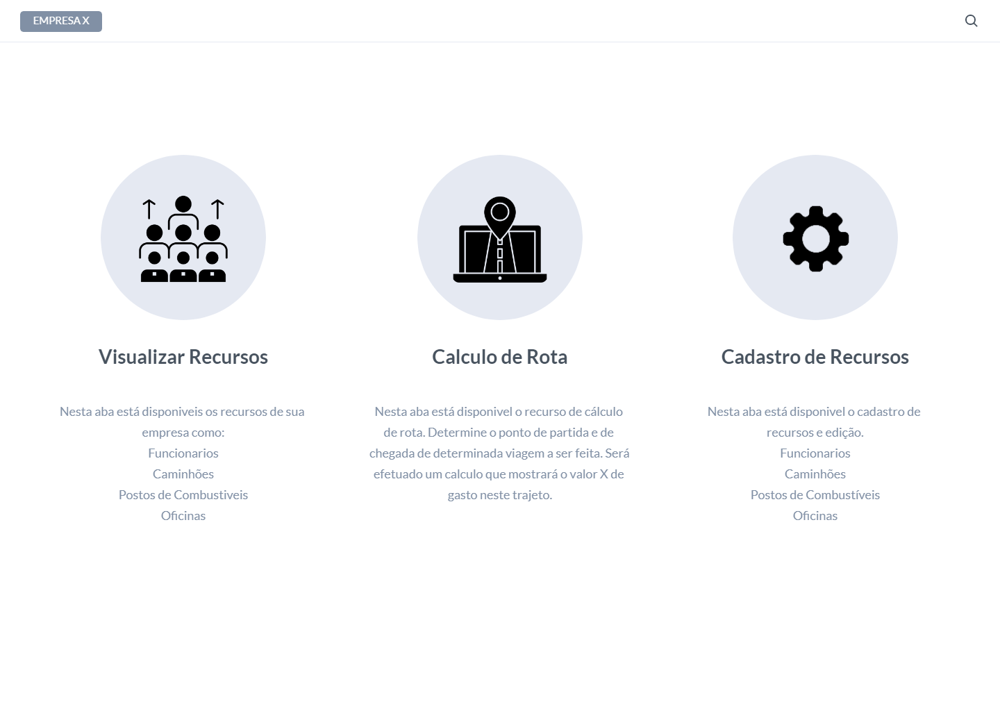 EMPRESA X
Visualizar Recursos
Nesta aba está disponiveis os recursos de sua
empresa como:
Funcionarios
Caminhões
Postos de Combustiveis
Oficinas
Calculo de Rota
Nesta aba está disponivel o recurso de cálculo
de rota. Determine o ponto de partida e de
chegada de determinada viagem a ser feita. Será
efetuado um calculo que mostrará o valor X de
gasto neste trajeto.
Cadastro de Recursos
Nesta aba está disponivel o cadastro de
recursos e edição.
Funcionarios
Caminhões
Postos de Combustíveis
Oficinas